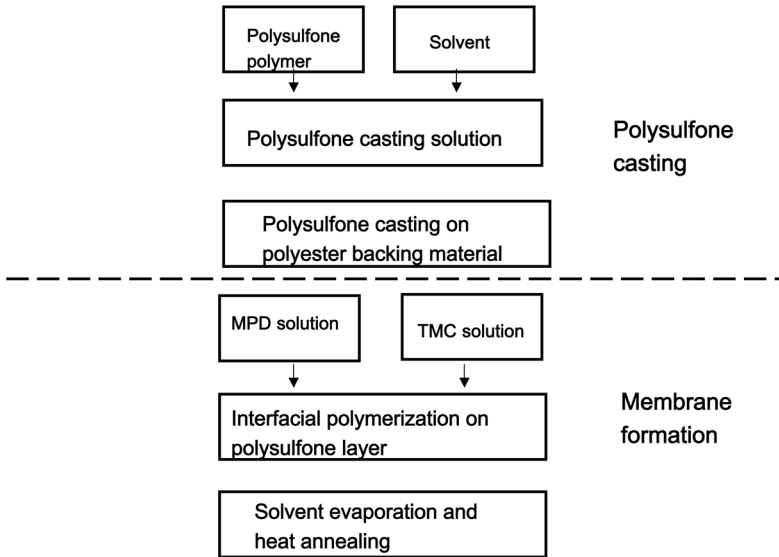 Polysulfone
polymer
Solvent
Polysulfone casting solution
Polysulfone
casting
Polysulfone casting on
polyester backing material
MPD solution
TMC solution
Interfacial polymerization on
polysulfone layer
Membrane
formation
Solvent evaporation and
heat annealing